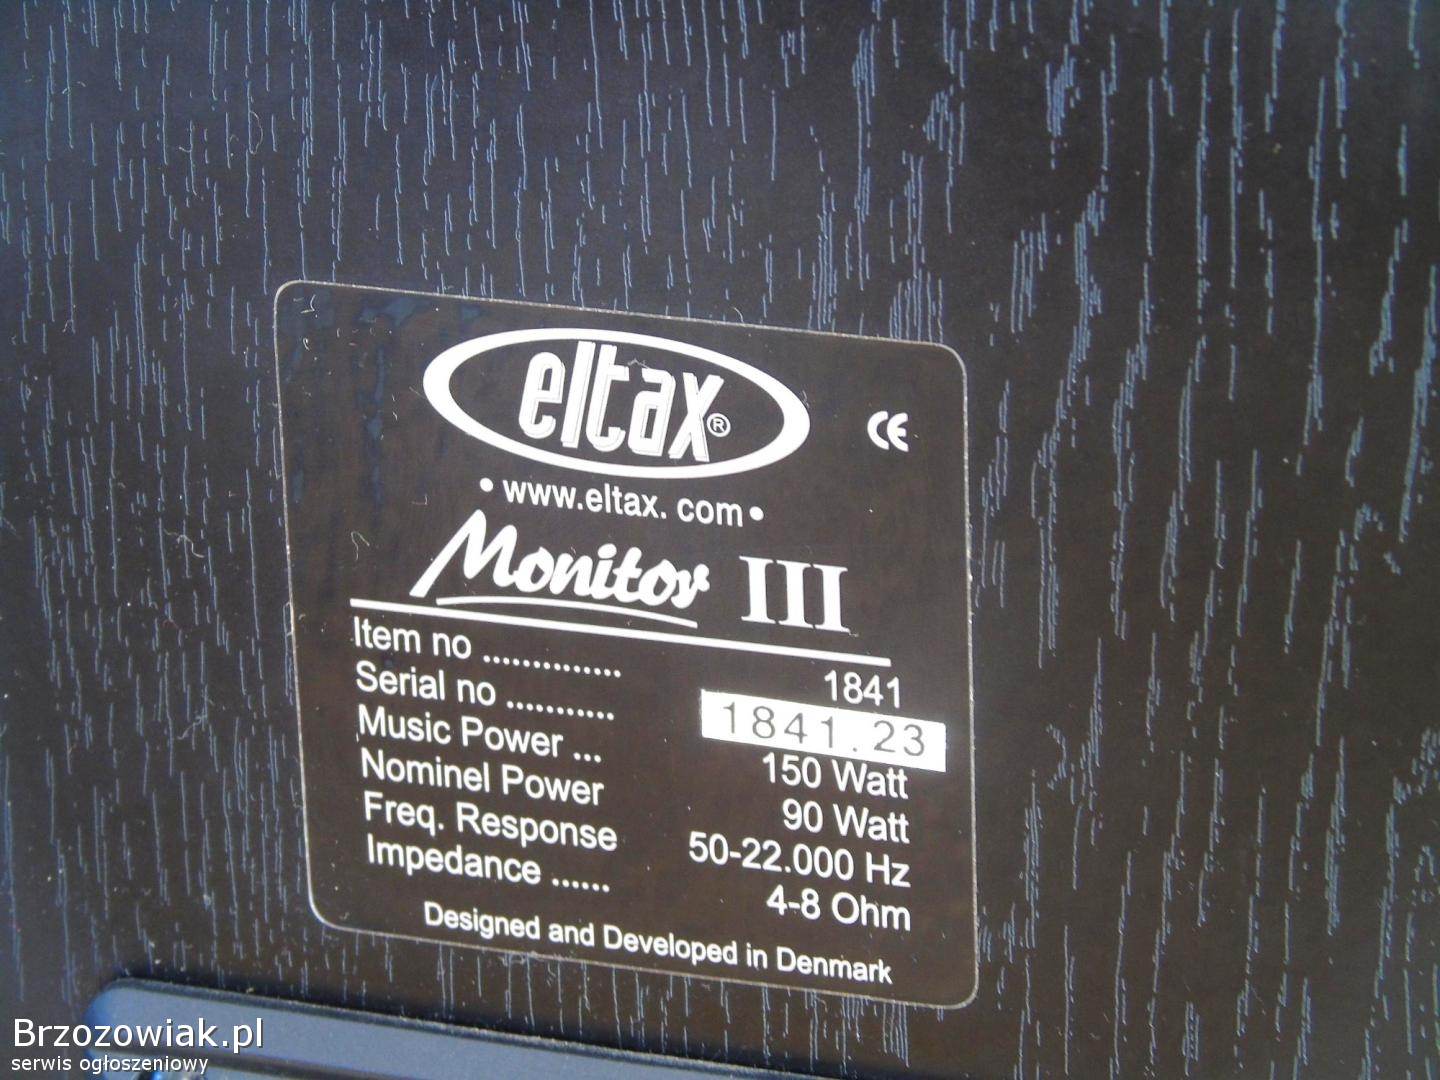 eltax®
CE
• www.eltax. com •
Monitor III
Item no .............. 1841
Serial no ........... 1841.23
Music Power ... 150 Watt
Nominel Power 90 Watt
Freq. Response 50-22.000 Hz
Impedance ...... 4-8 Ohm
Designed and Developed in Denmark
Brzozowiak.pl
serwis ogłoszeniowy